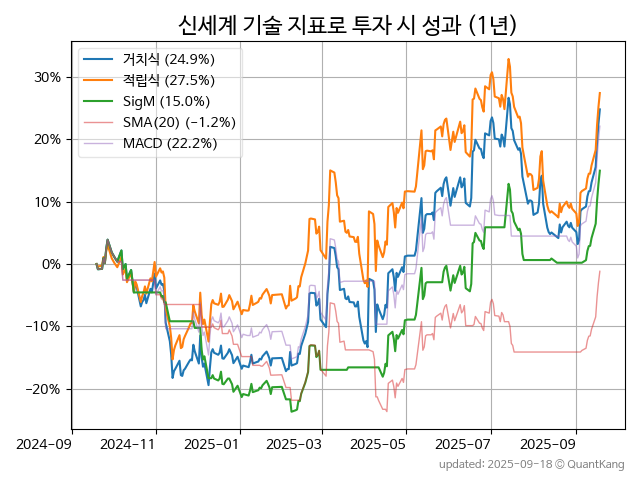 신세계 기술 지표로 투자 시 성과 (1년)
거치식 (24.9%)
적립식 (27.5%)
SigM (15.0%)
SMA(20) (−1.2%)
MACD (22.2%)
30%
20%
10%
0%
−10%
−20%
2024-09 2024-11 2025-01 2025-03 2025-05 2025-07 2025-09
updated: 2025-09-18 © QuantKang